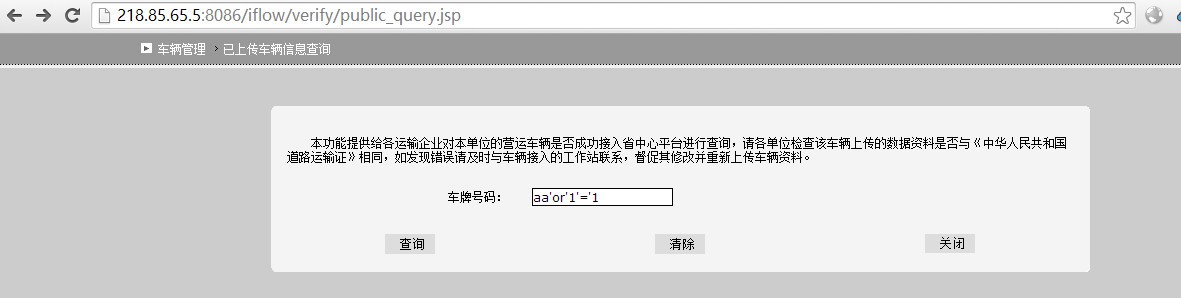 218.85.65.5:8086/iflow/verify/public_query.jsp
车辆管理 > 已上传车辆信息查询
本功能提供给各运输企业对本单位的营运车辆是否成功接入省中心平台进行查询，请各单位检查该车辆上传的数据资料是否与《中华人民共和国
道路运输证》相同，如发现错误请及时与车辆接入的工作站联系，督促其修改并重新上传车辆资料。
车牌号码： aa'or'1'='1
查询 清除 关闭